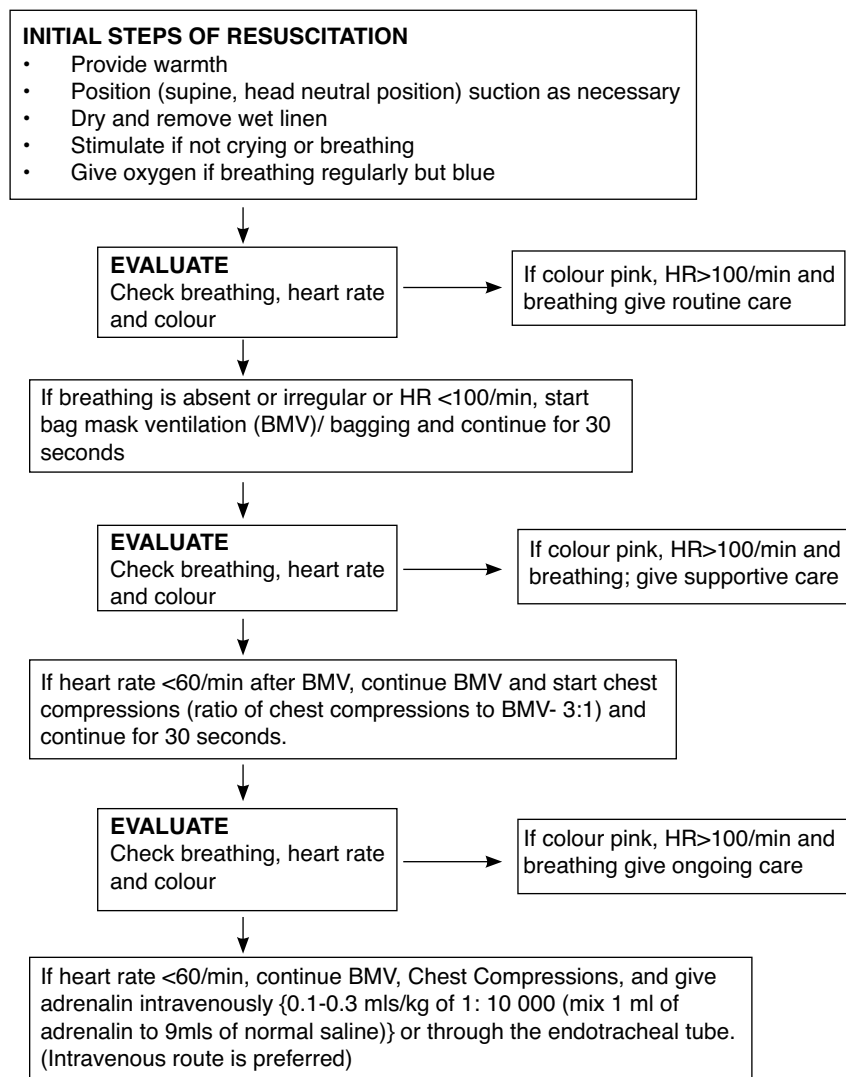 INITIAL STEPS OF RESUSCITATION
• Provide warmth
• Position (supine, head neutral position) suction as necessary
• Dry and remove wet linen
• Stimulate if not crying or breathing
• Give oxygen if breathing regularly but blue
EVALUATE
Check breathing, heart rate
and colour
If colour pink, HR>100/min and
breathing give routine care
If breathing is absent or irregular or HR <100/min, start
bag mask ventilation (BMV)/ bagging and continue for 30
seconds
EVALUATE
Check breathing, heart rate
and colour
If colour pink, HR>100/min and
breathing; give supportive care
If heart rate <60/min after BMV, continue BMV and start chest
compressions (ratio of chest compressions to BMV- 3:1) and
continue for 30 seconds.
EVALUATE
Check breathing, heart rate
and colour
If colour pink, HR>100/min and
breathing give ongoing care
If heart rate <60/min, continue BMV, Chest Compressions, and give
adrenalin intravenously {0.1-0.3 mls/kg of 1: 10 000 (mix 1 ml of
adrenalin to 9mls of normal saline)} or through the endotracheal tube.
(Intravenous route is preferred)